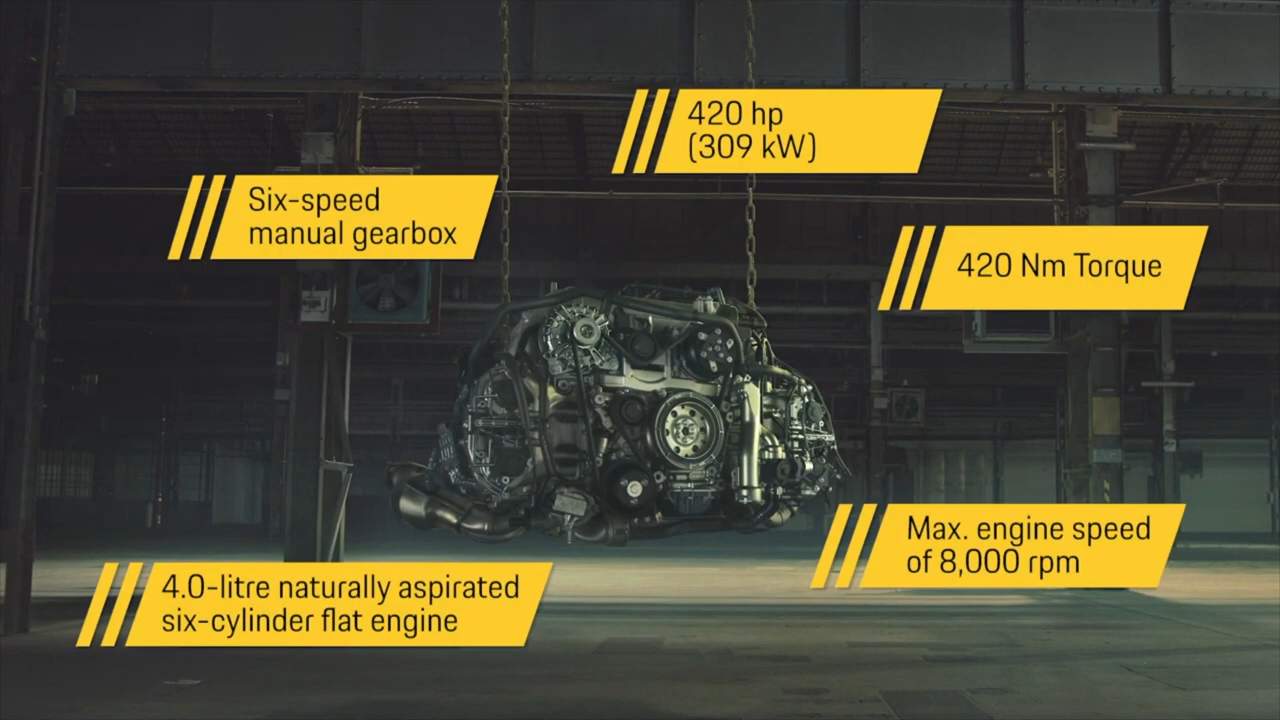 420 hp
(309 kW)
Six-speed
manual gearbox
420 Nm Torque
Max. engine speed
of 8,000 rpm
4.0-litre naturally aspirated
six-cylinder flat engine